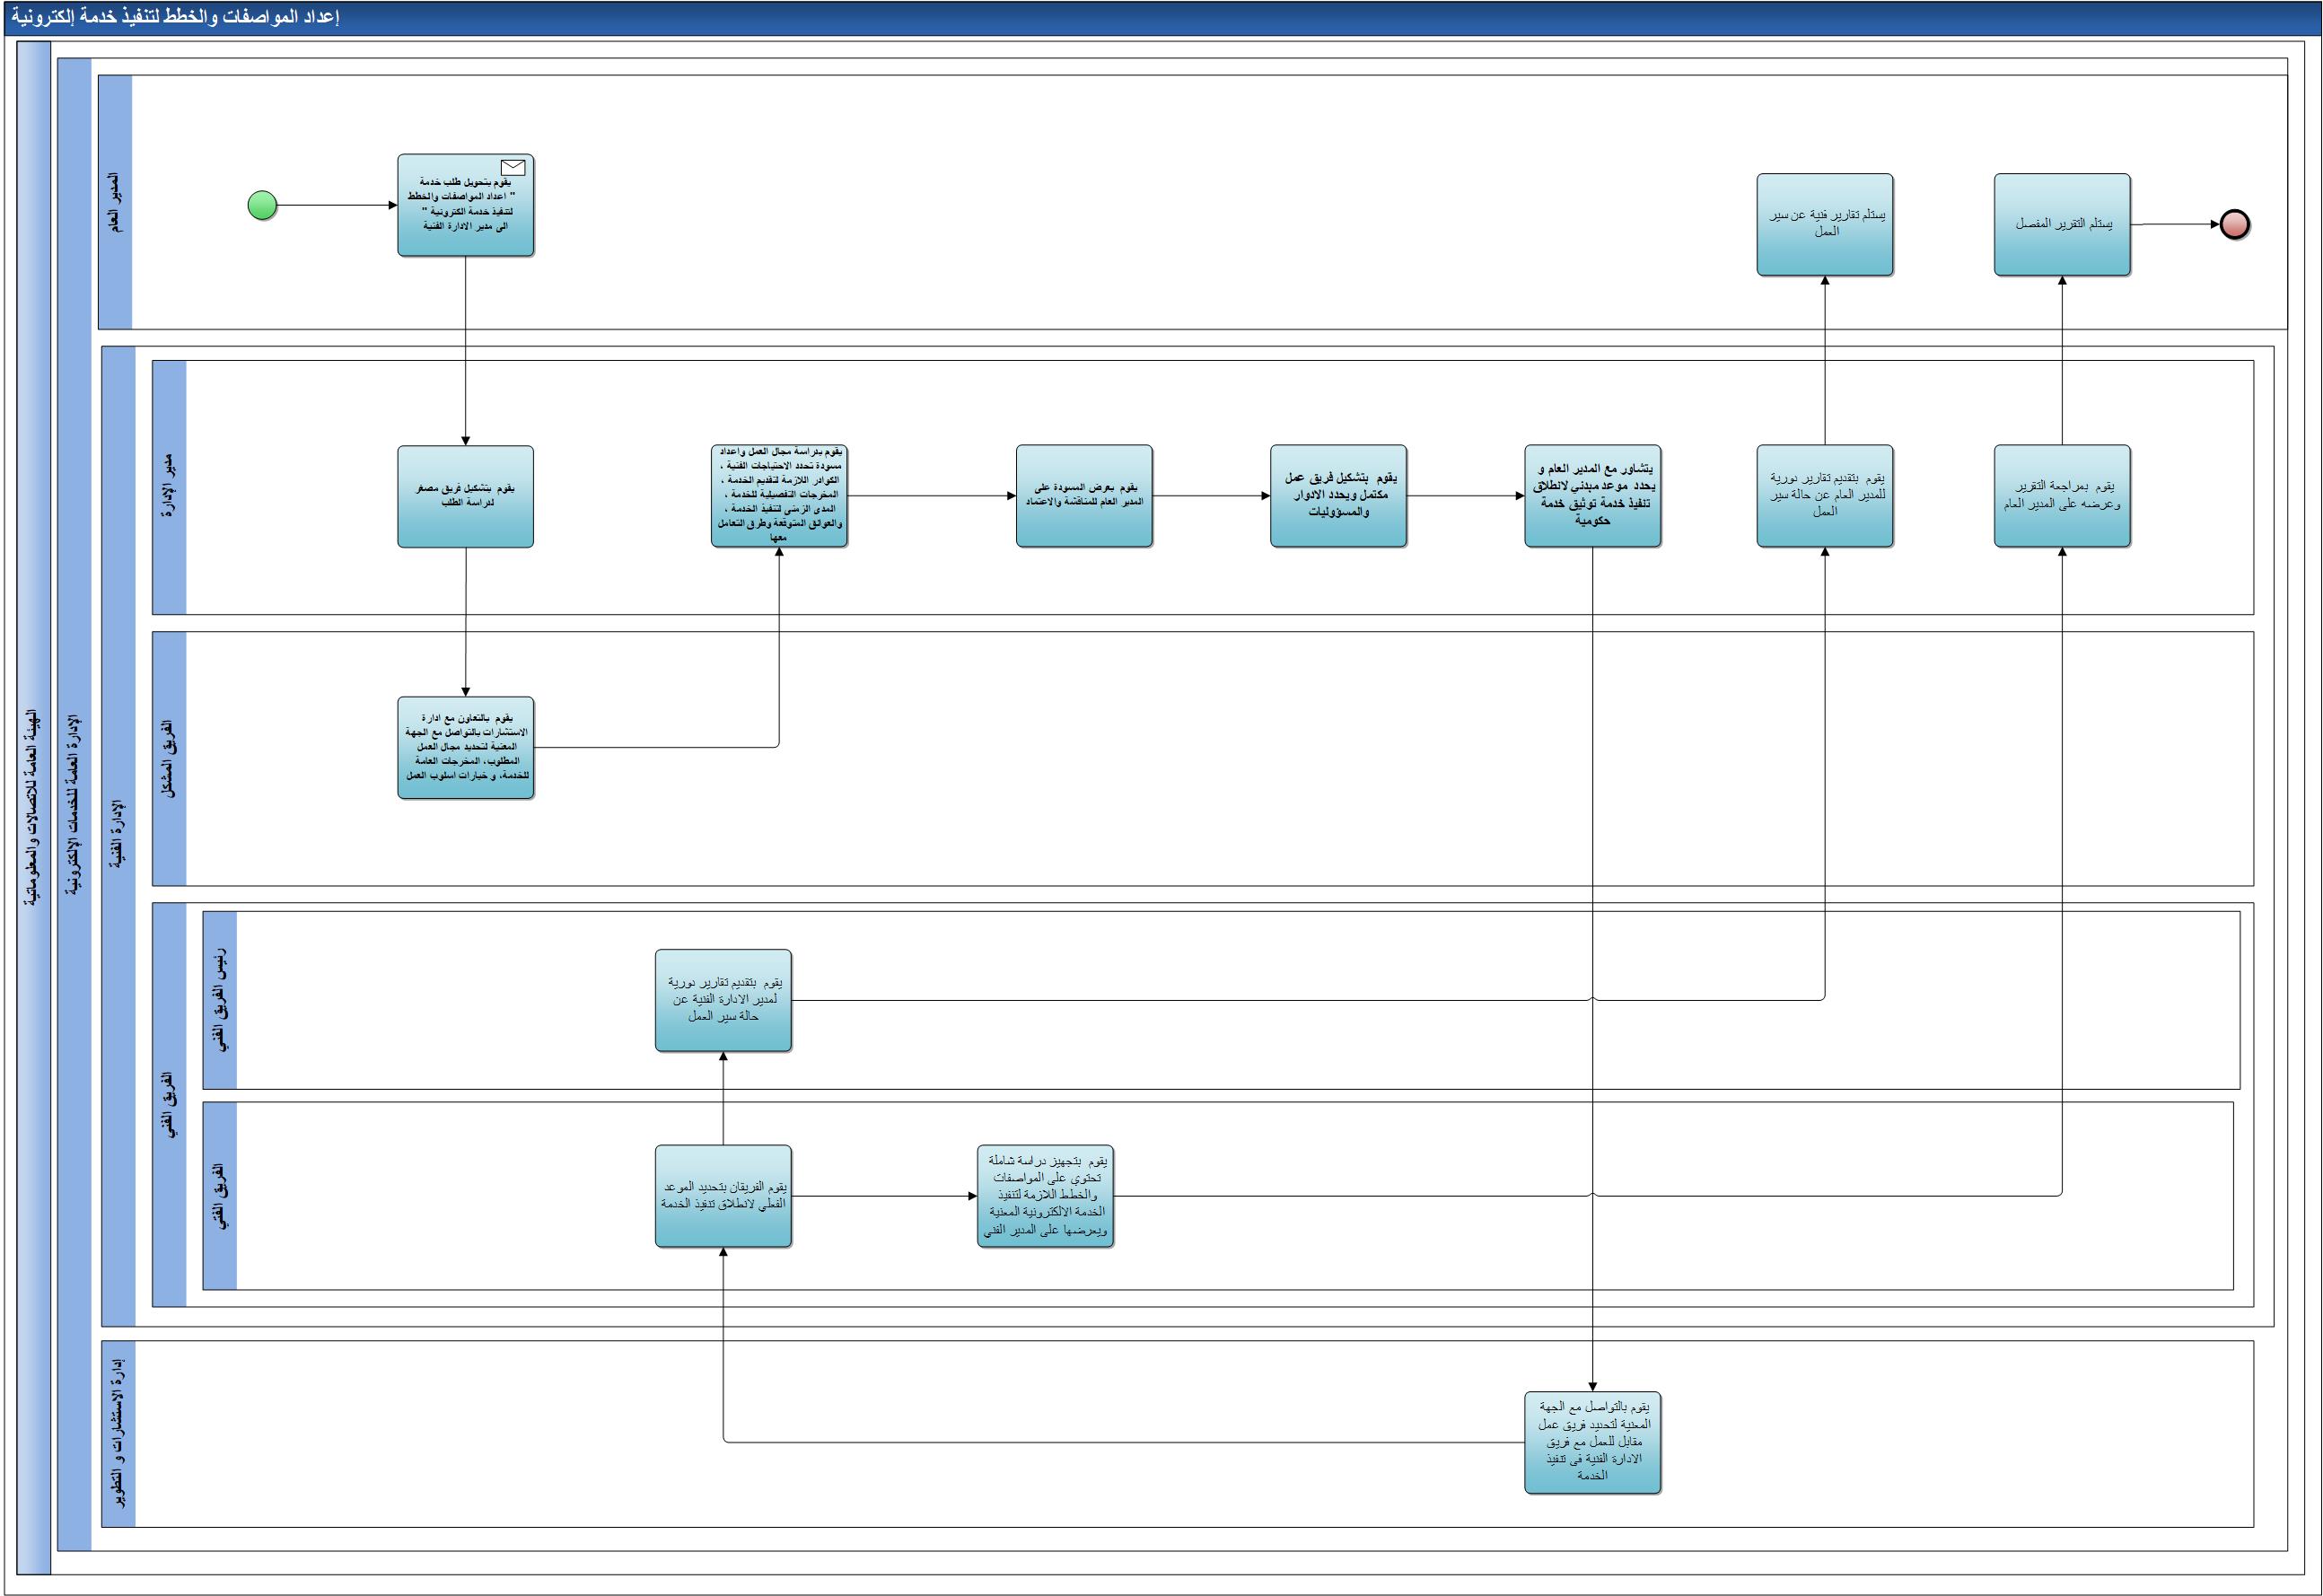 إعداد المواصفات والخطط لتنفيذ خدمة إلكترونية
الهيئة العامة للاتصالات والمعلوماتية
الإدارة العامة للخدمات الإلكترونية
المدير العام
يقوم بتحويل طلب خدمة
" اعداد المواصفات والخطط
لتنفيذ خدمة الكترونية "
الى مدير الادارة الفنية
يستلم تقارير فنية عن سير
العمل
يستلم التقرير المفصل
الإدارة الفنية
مدير الإدارة
يقوم بتشكيل فريق مصغر
لدراسة الطلب
يقوم بدراسة مجال العمل واعداد
مسودة تحدد الاحتياجات الفنية ،
الكوادر اللازمة لتقديم الخدمة ،
المخرجات التفصيلية للخدمة ،
المدى الزمني لتنفيذ الخدمة ،
والعوائق المتوقعة وطرق التعامل
معها
يقوم بعرض المسودة على
المدير العام للمناقشة والاعتماد
يقوم بتشكيل فريق عمل
مكتمل ويحدد الادوار
والمسؤوليات
يتشاور مع المدير العام و
يحدد موعد مبدئي لانطلاق
تنفيذ خدمة توثيق خدمة
حكومية
يقوم بتقديم تقارير دورية
للمدير العام عن حالة سير
العمل
يقوم بمراجعة التقرير
وعرضه على المدير العام
الفريق المشكل
يقوم بالتعاون مع ادارة
الاستشارات بالتواصل مع الجهة
المعنية لتحديد مجال العمل
المطلوب، المخرجات العامة
للخدمة، و خيارات اسلوب العمل
الفريق الفني
رئيس الفريق الفني
يقوم بتقديم تقارير دورية
لمدير الادارة الفنية عن
حالة سير العمل
الفريق الفني
يقوم الفريقان بتحديد الموعد
الفعلي لانطلاق تنفيذ الخدمة
يقوم بتجهيز دراسة شاملة
تحتوي على المواصفات
والخطط اللازمة لتنفيذ
الخدمة الالكترونية المعنية
ويعرضها على المدير الفني
إدارة الاستشارات و التطوير
يقوم بالتواصل مع الجهة
المعنية لتحديد فريق عمل
مقابل للعمل مع فريق
الادارة الفنية في تنفيذ
الخدمة